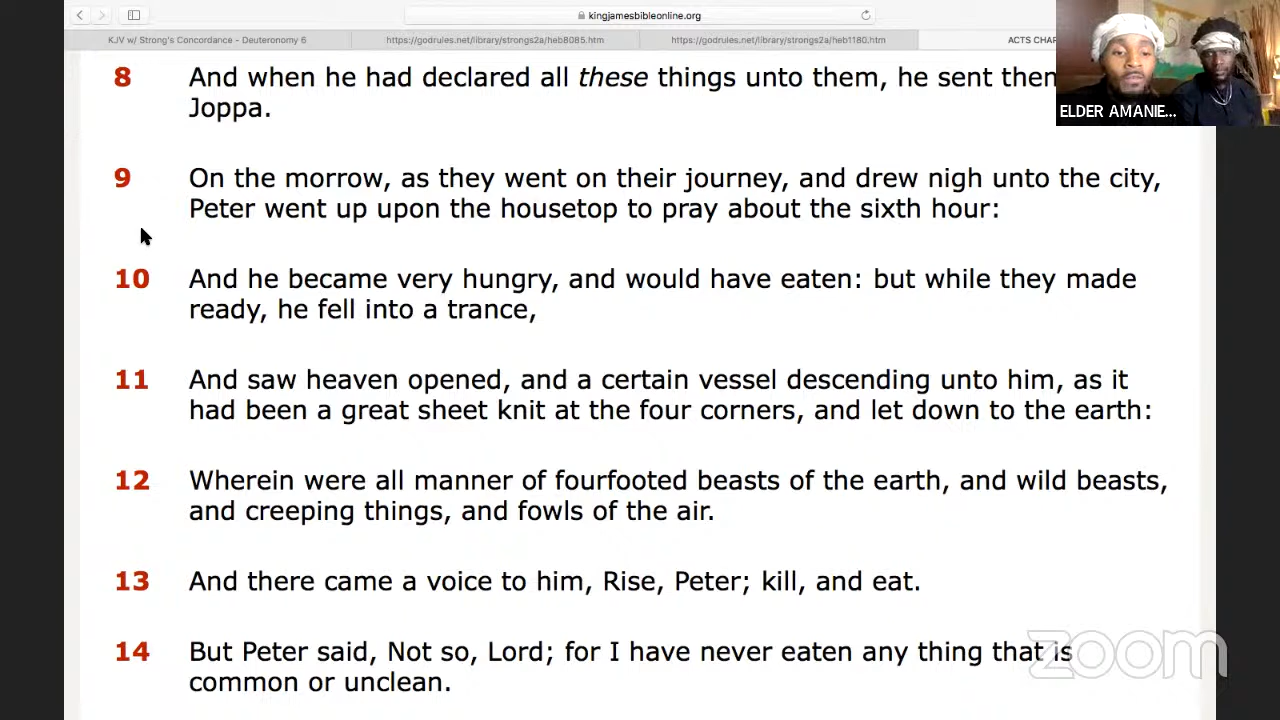 kingjamesbibleonline.org
KJV w/ Strong's Concordance - Deuteronomy 6
https://godrules.net/library/strongs2a/heb8085.htm
https://godrules.net/library/strongs2a/heb1180.htm
ACTS CHAP
ELDER AMANIE...
8 And when he had declared all these things unto them, he sent them
Joppa.
9 On the morrow, as they went on their journey, and drew nigh unto the city,
Peter went up upon the housetop to pray about the sixth hour:
10 And he became very hungry, and would have eaten: but while they made
ready, he fell into a trance,
11 And saw heaven opened, and a certain vessel descending unto him, as it
had been a great sheet knit at the four corners, and let down to the earth:
12 Wherein were all manner of fourfooted beasts of the earth, and wild beasts,
and creeping things, and fowls of the air.
13 And there came a voice to him, Rise, Peter; kill, and eat.
14 But Peter said, Not so, Lord; for I have never eaten any thing that is
common or unclean.
zoom